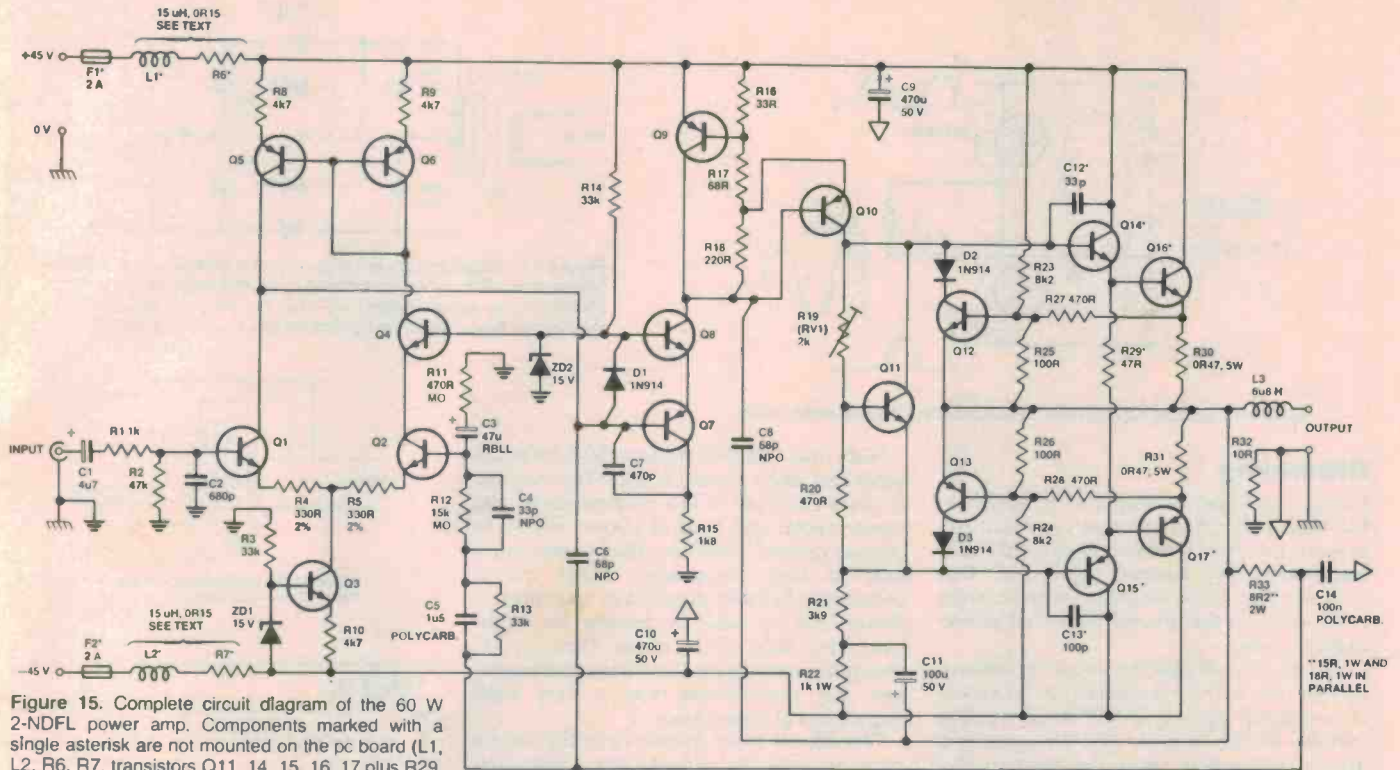 15 uH, 0R15
SEE TEXT
+45 V
F1*
2 A
L1*
R6*
0 V
R8
4k7
R9
4k7
Q5
Q6
R14
33k
Q9
R16
33R
R17
68R
R18
220R
C9
470u
50 V
Q10
C12*
33p
Q14*
Q16*
D2
1N914
R23
8k2
R27 470R
Q12
R19
(RV1)
2k
R25
100R
R29*
47R
R30
0R47, 5W
L3
6u8 H
OUTPUT
Q4
R11
470R
MO
ZD2
15 V
Q8
D1
1N914
Q7
C7
470p
C3
47u
RBLL
Q11
INPUT
C1
4u7
R1 1k
R2
47k
C2
680p
Q1
Q2
R4
330R
2%
R5
330R
2%
R12
15k
MO
C4
33p
NPO
C8
68p
NPO
R20
470R
Q13
R26
100R
R28 470R
R31
0R47, 5W
R32
10R
D3
1N914
R24
8k2
Q17*
Q15*
C13*
100p
R3
33k
Q3
ZD1
15 V
R10
4k7
C6
68p
NPO
R15
1k8
C5
1u5
POLYCARB.
R13
33k
C10
470u
50 V
R21
3k9
R22
1k 1W
C11
100u
50 V
R33
8R2**
2W
C14
100n
POLYCARB.
**15R, 1W AND
18R, 1W IN
PARALLEL
15 uH, 0R15
SEE TEXT
F2*
2 A
L2*
R7*
-45 V
Figure 15. Complete circuit diagram of the 60 W
2-NDFL power amp. Components marked with a
single asterisk are not mounted on the pc board (L1,
L2, R6, R7, transistors Q11, 14, 15, 16, 17 plus R29,